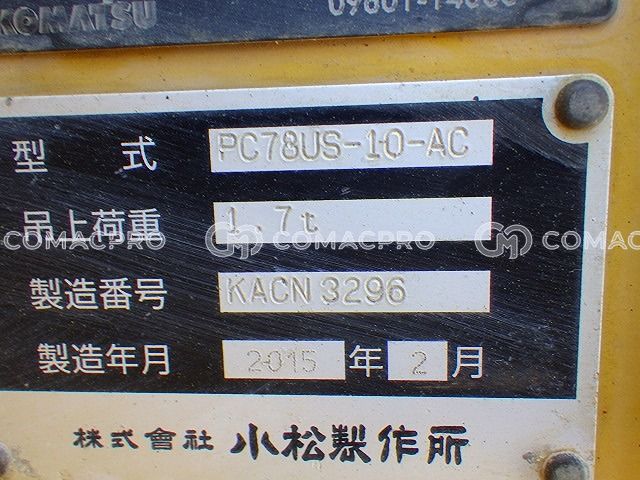 KOMATSU
型 式 PC78US-10-AC
吊上荷重 1.7t
COMACPRO COMACPRO COMACPRO
製造番号 KACN 3296
製造年月 2015 年 2 月
株式會社 小松製作所